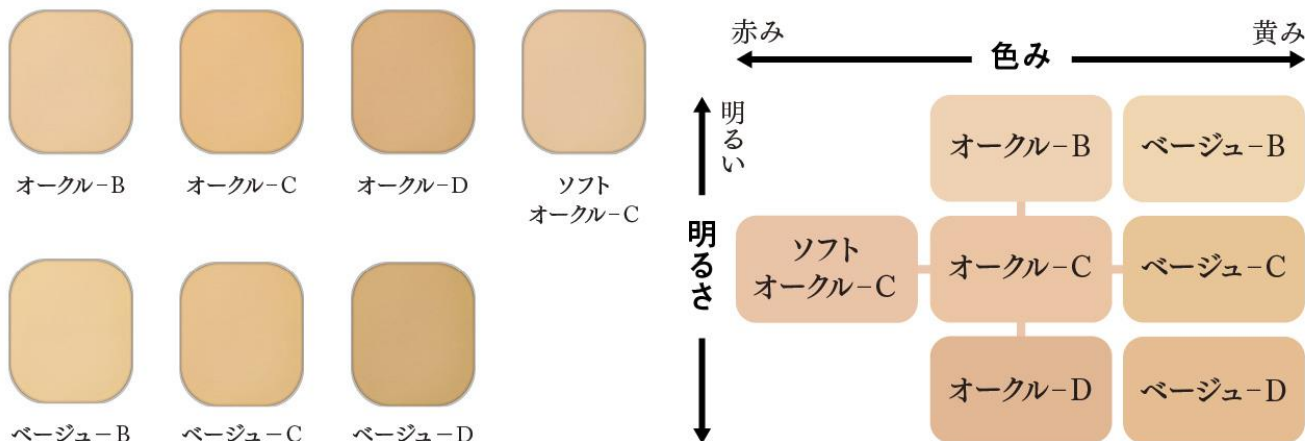 オークル−B
オークル−C
オークル−D
ソフト
オークル−C
ベージュ−B
ベージュ−C
ベージュ−D
赤み
色み
黄み
明るい
明るさ
オークル−B
ベージュ−B
ソフト
オークル−C
オークル−C
ベージュ−C
オークル−D
ベージュ−D